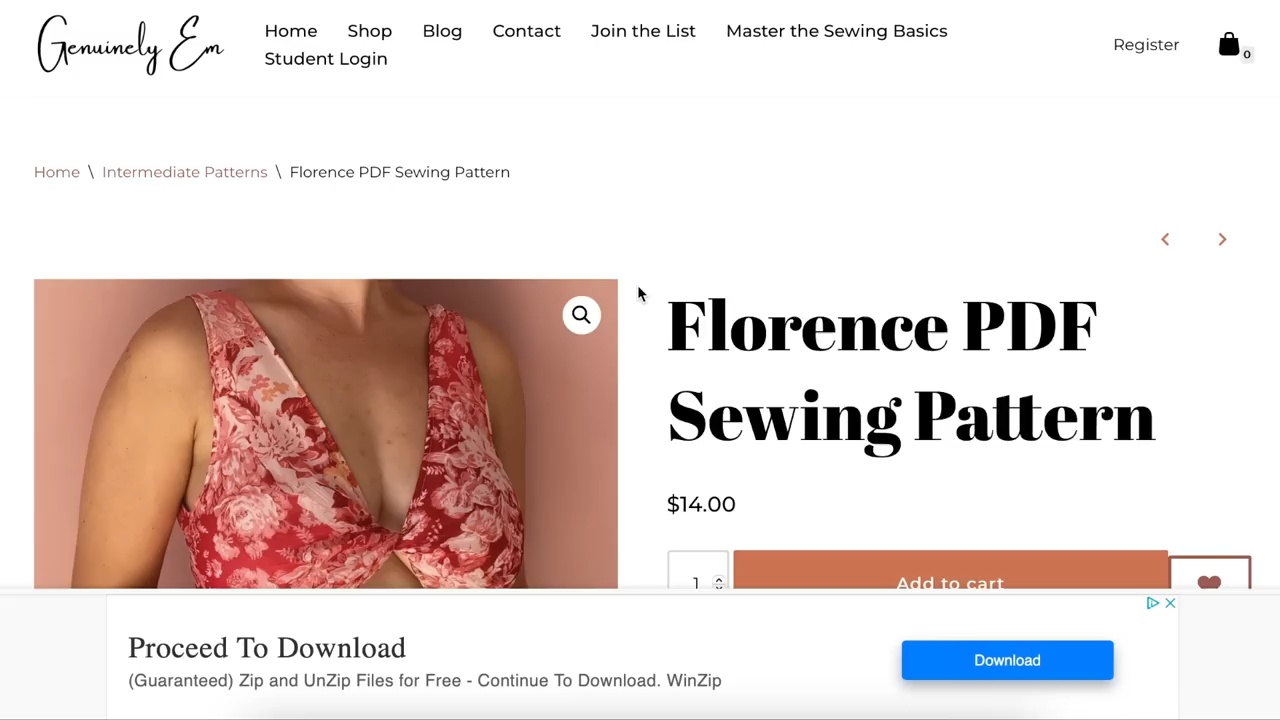 Genuinely Em
Home Shop Blog Contact Join the List Master the Sewing Basics
Student Login
Register
0
Home \ Intermediate Patterns \ Florence PDF Sewing Pattern
Florence PDF
Sewing Pattern
$14.00
1
Add to cart
Proceed To Download
(Guaranteed) Zip and UnZip Files for Free - Continue To Download. WinZip
Download